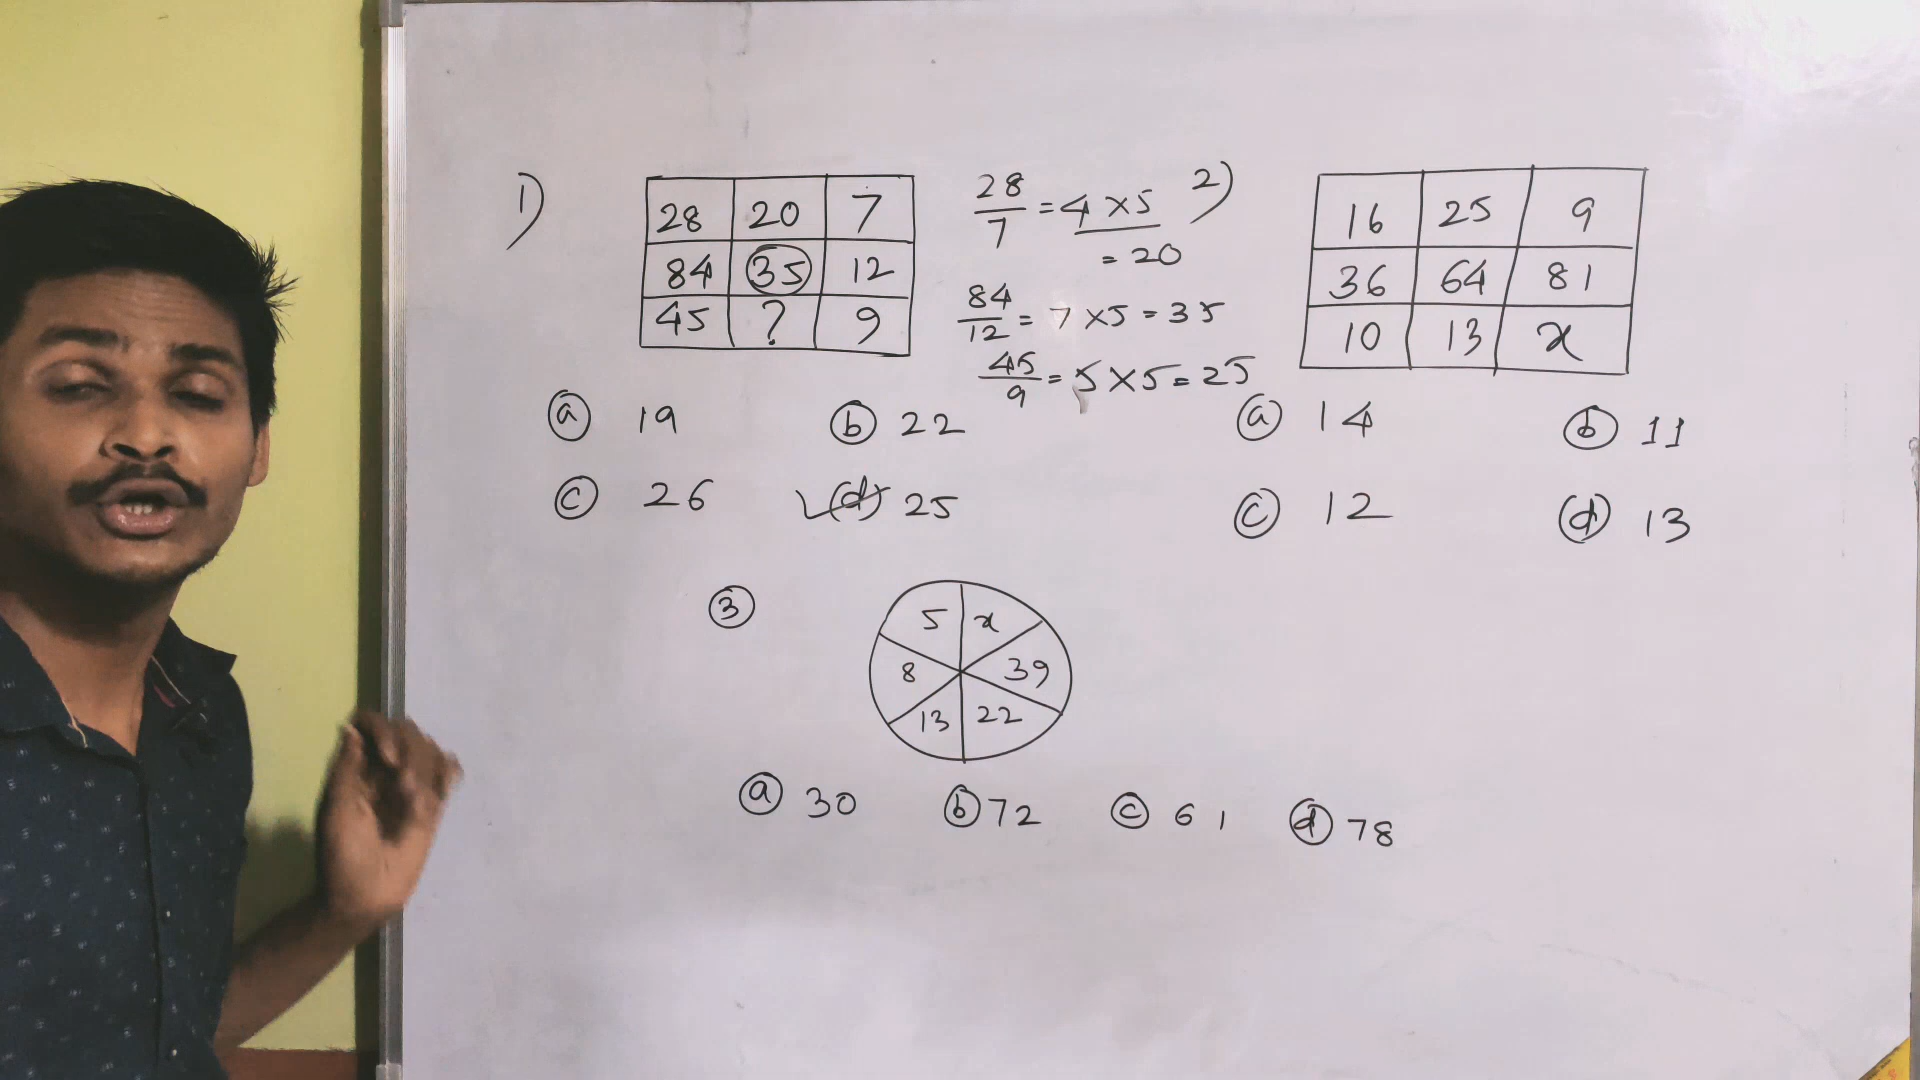 1)
28 20 7
84 35 12
45 ? 9
28/7 = 4 × 5
= 20
84/12 = 7 × 5 = 35
45/9 = 5 × 5 = 25
a 19 b 22
c 26 (d) 25
2)
16 25 9
36 64 81
10 13 x
a 14 b 11
c 12 d 13
3
5 x
8 39
13 22
a 30 b 72 c 61 d 78